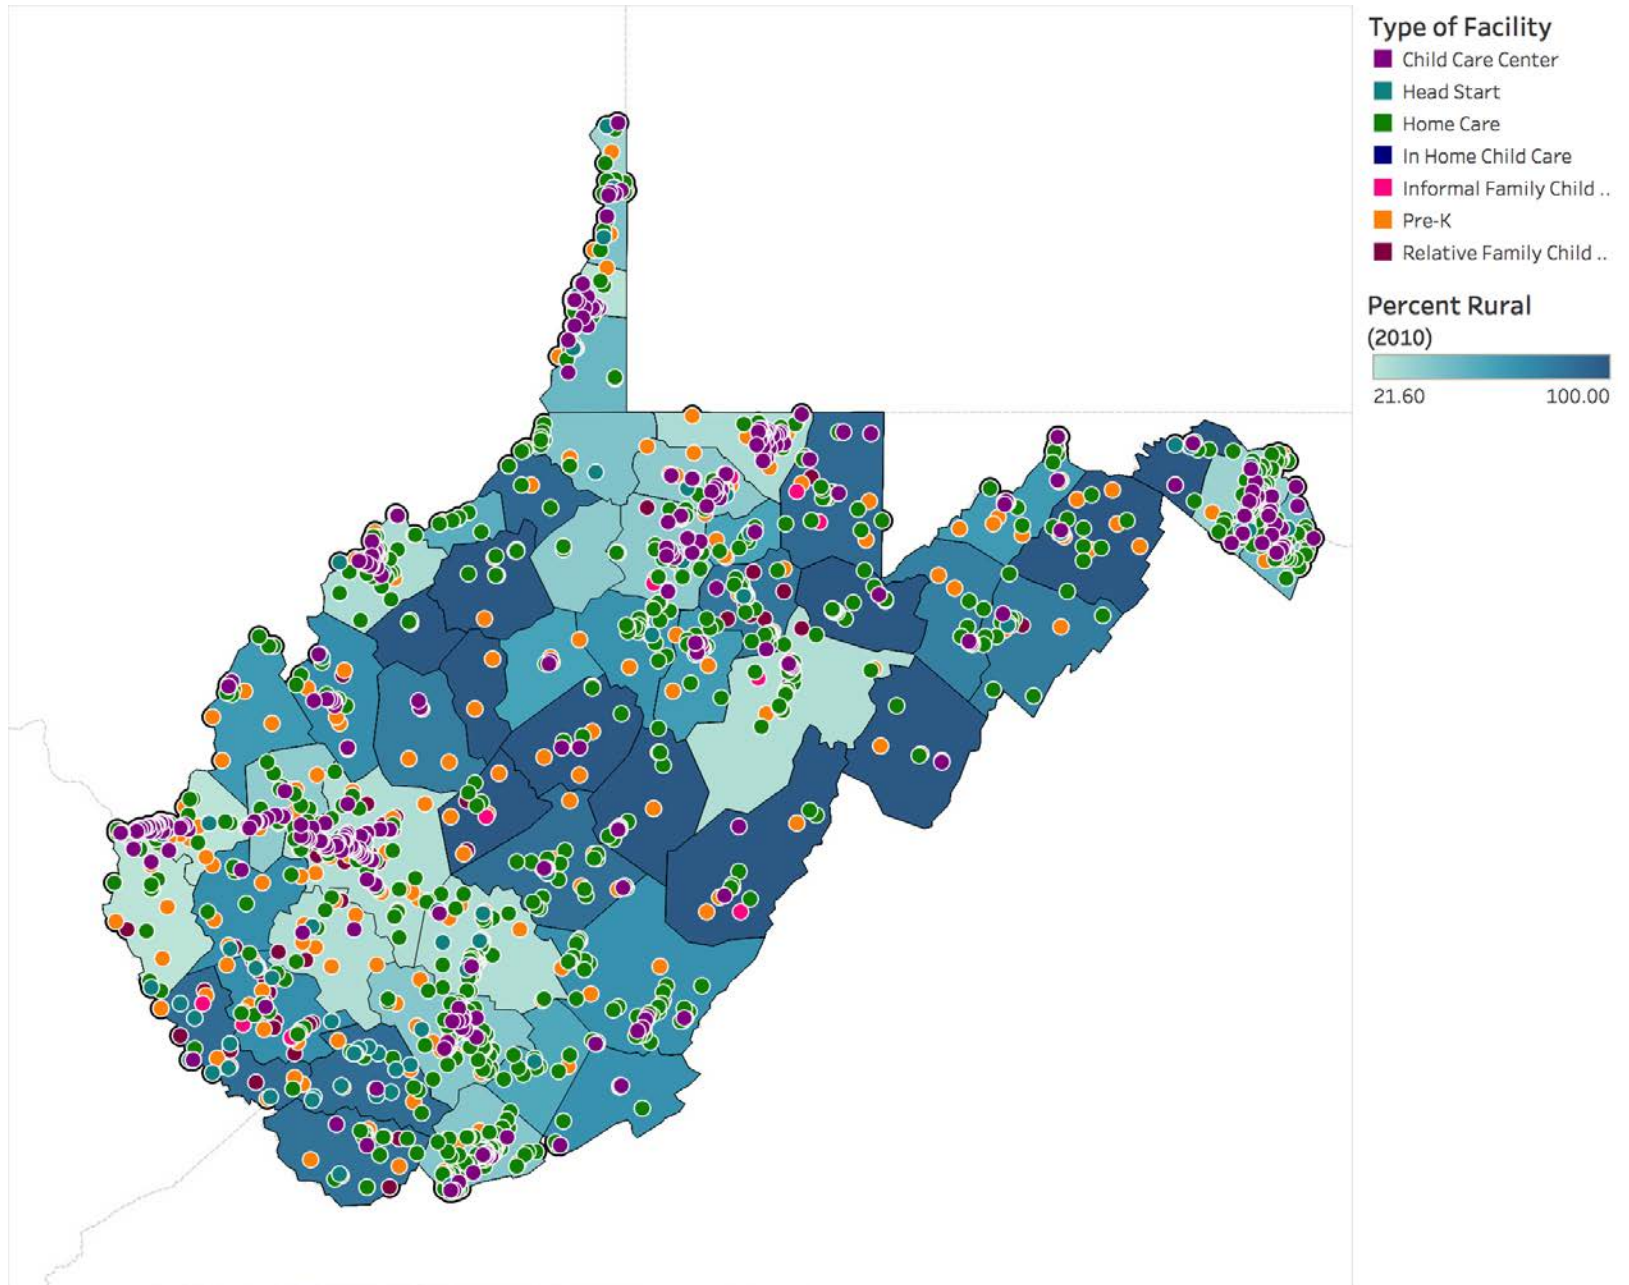 Type of Facility
Child Care Center
Head Start
Home Care
In Home Child Care
Informal Family Child ..
Pre-K
Relative Family Child ..
Percent Rural
(2010)
21.60 100.00